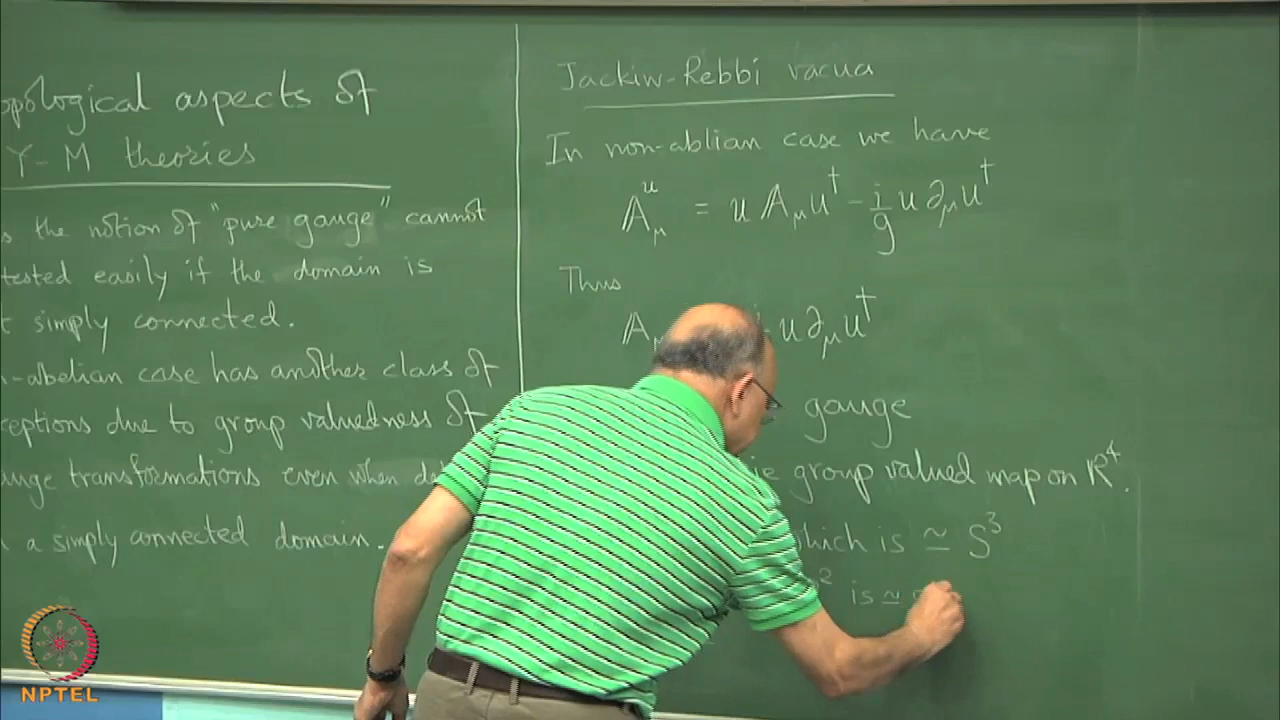 opological aspects of
Y-M theories
s the notion of "pure gauge" cannot
tested easily if the domain is
t simply connected.
n-abelian case has another class of
ceptions due to group valuedness of
uge transformations even when de
a simply connected domain.
Jackiw-Rebbi vacua
In non-ablian case we have
𝔸_μ^u = u 𝔸_μ u^† - i/g u ∂_μ u^†
Thus
𝔸 u ∂_μ u^†
gauge
ie group valued map on R^4.
which is ≃ S^3
2 is ≃
NPTEL